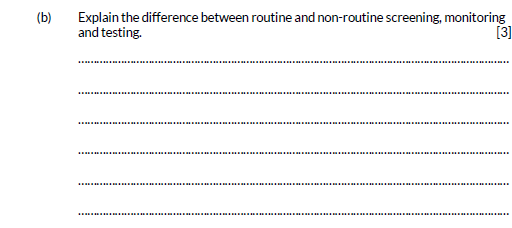 (b) Explain the difference between routine and non-routine screening, monitoring
and testing. [3]